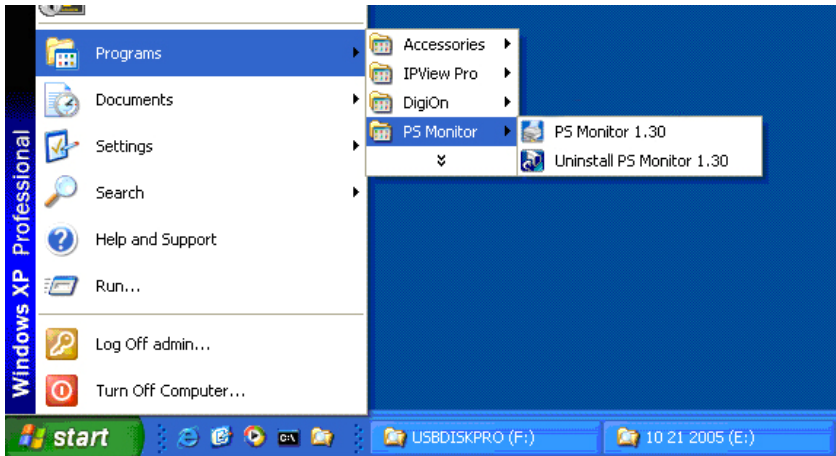 Programs
Documents
Settings
Search
Help and Support
Run...
Log Off admin...
Turn Off Computer...
Windows XP Professional
Accessories
IPView Pro
DigiOn
PS Monitor
PS Monitor 1.30
Uninstall PS Monitor 1.30
start
C:\
USBDISKPRO (F:)
10 21 2005 (E:)